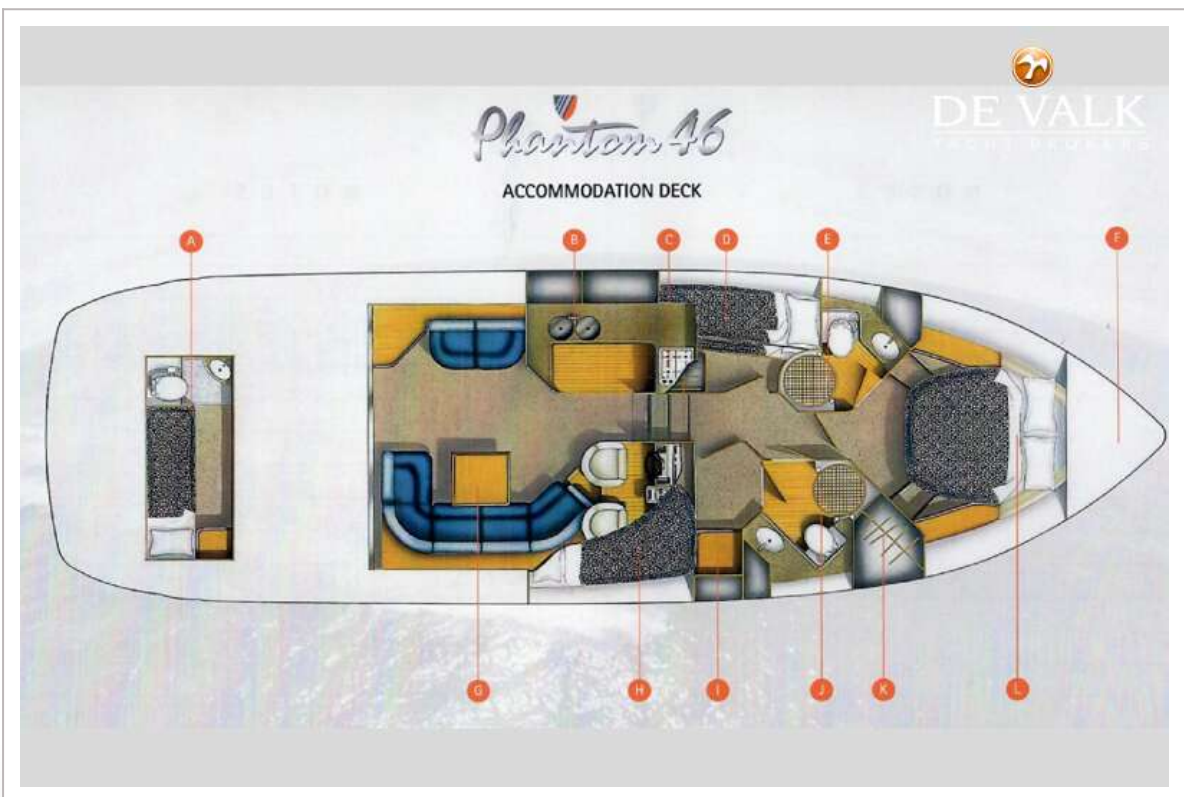 DE VALK
YACHT BROKERS
Phantom 46
ACCOMMODATION DECK
A
B
C
D
E
F
G
H
I
J
K
L